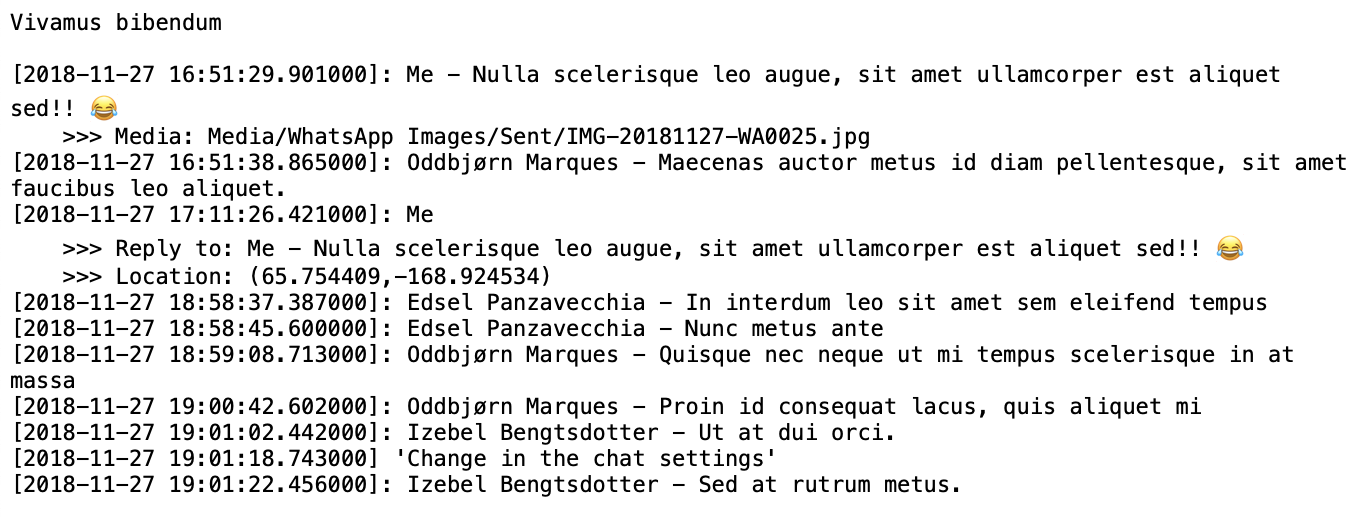 Vivamus bibendum
[2018-11-27 16:51:29.901000]: Me - Nulla scelerisque leo augue, sit amet ullamcorper est aliquet
sed!! 😂
>>> Media: Media/WhatsApp Images/Sent/IMG-20181127-WA0025.jpg
[2018-11-27 16:51:38.865000]: Oddbjørn Marques - Maecenas auctor metus id diam pellentesque, sit amet
faucibus leo aliquet.
[2018-11-27 17:11:26.421000]: Me
>>> Reply to: Me - Nulla scelerisque leo augue, sit amet ullamcorper est aliquet sed!! 😂
>>> Location: (65.754409,-168.924534)
[2018-11-27 18:58:37.387000]: Edsel Panzavecchia - In interdum leo sit amet sem eleifend tempus
[2018-11-27 18:58:45.600000]: Edsel Panzavecchia - Nunc metus ante
[2018-11-27 18:59:08.713000]: Oddbjørn Marques - Quisque nec neque ut mi tempus scelerisque in at
massa
[2018-11-27 19:00:42.602000]: Oddbjørn Marques - Proin id consequat lacus, quis aliquet mi
[2018-11-27 19:01:02.442000]: Izebel Bengtsdotter - Ut at dui orci.
[2018-11-27 19:01:18.743000] 'Change in the chat settings'
[2018-11-27 19:01:22.456000]: Izebel Bengtsdotter - Sed at rutrum metus.